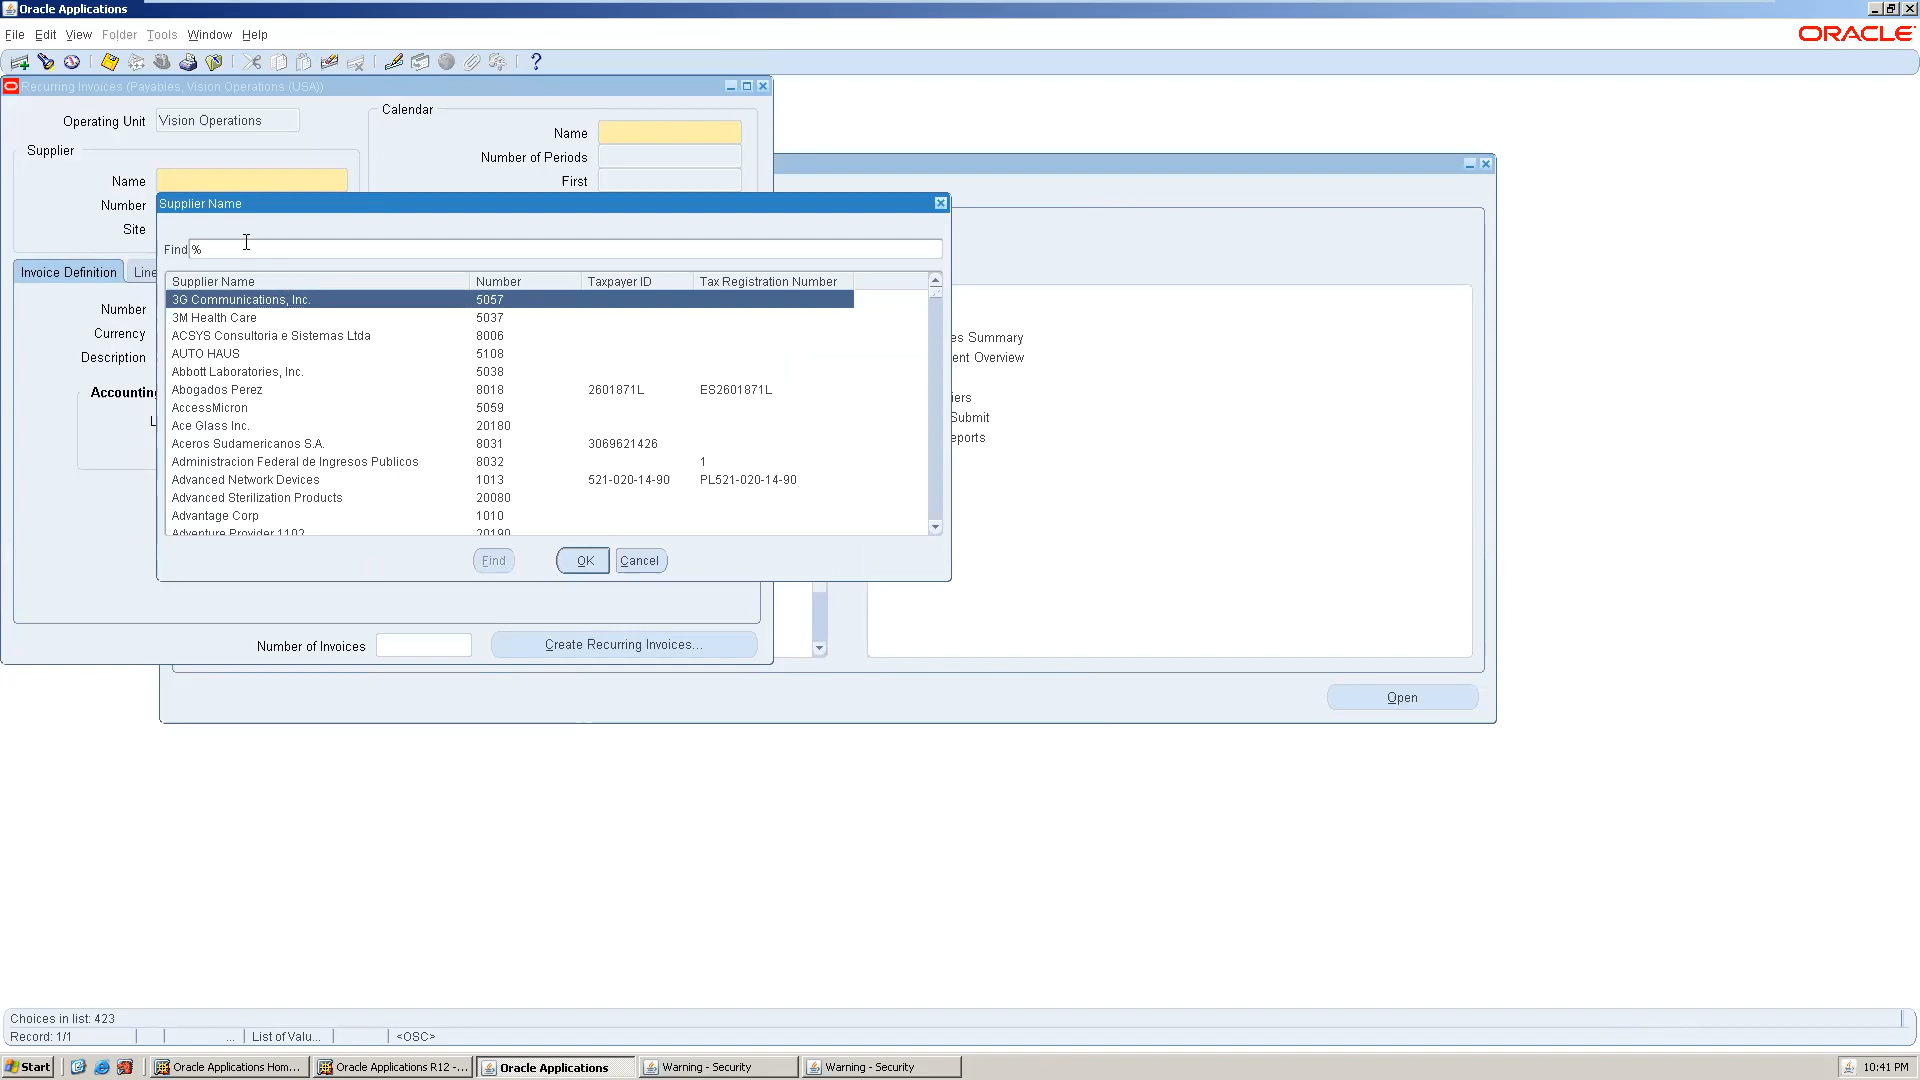 Oracle Applications
File Edit View Folder Tools Window Help
ORACLE
Recurring Invoices (Payables, Vision Operations (USA))
Operating Unit Vision Operations
Calendar
Name
Number of Periods
First
Supplier
Name
Number
Site
Supplier Name
Find %
Supplier Name Number Taxpayer ID Tax Registration Number
3G Communications, Inc. 5057
3M Health Care 5037
ACSYS Consultoria e Sistemas Ltda 8006
AUTO HAUS 5108
Abbott Laboratories, Inc. 5038
Abogados Perez 8018 2601871L ES2601871L
AccessMicron 5059
Ace Glass Inc. 20180
Aceros Sudamericanos S.A. 8031 3069621426
Administracion Federal de Ingresos Publicos 8032 1
Advanced Network Devices 1013 521-020-14-90 PL521-020-14-90
Advanced Sterilization Products 20080
Advantage Corp 1010
Adventure Provider 1102 20190
Find OK Cancel
Invoice Definition Line
Number
Currency
Description
Accounting
L
es Summary
ent Overview
iers
Submit
eports
Number of Invoices Create Recurring Invoices...
Open
Choices in list: 423
Record: 1/1 ... List of Valu... <OSC>
Start Oracle Applications Hom... Oracle Applications R12 -... Oracle Applications Warning - Security Warning - Security 10:41 PM